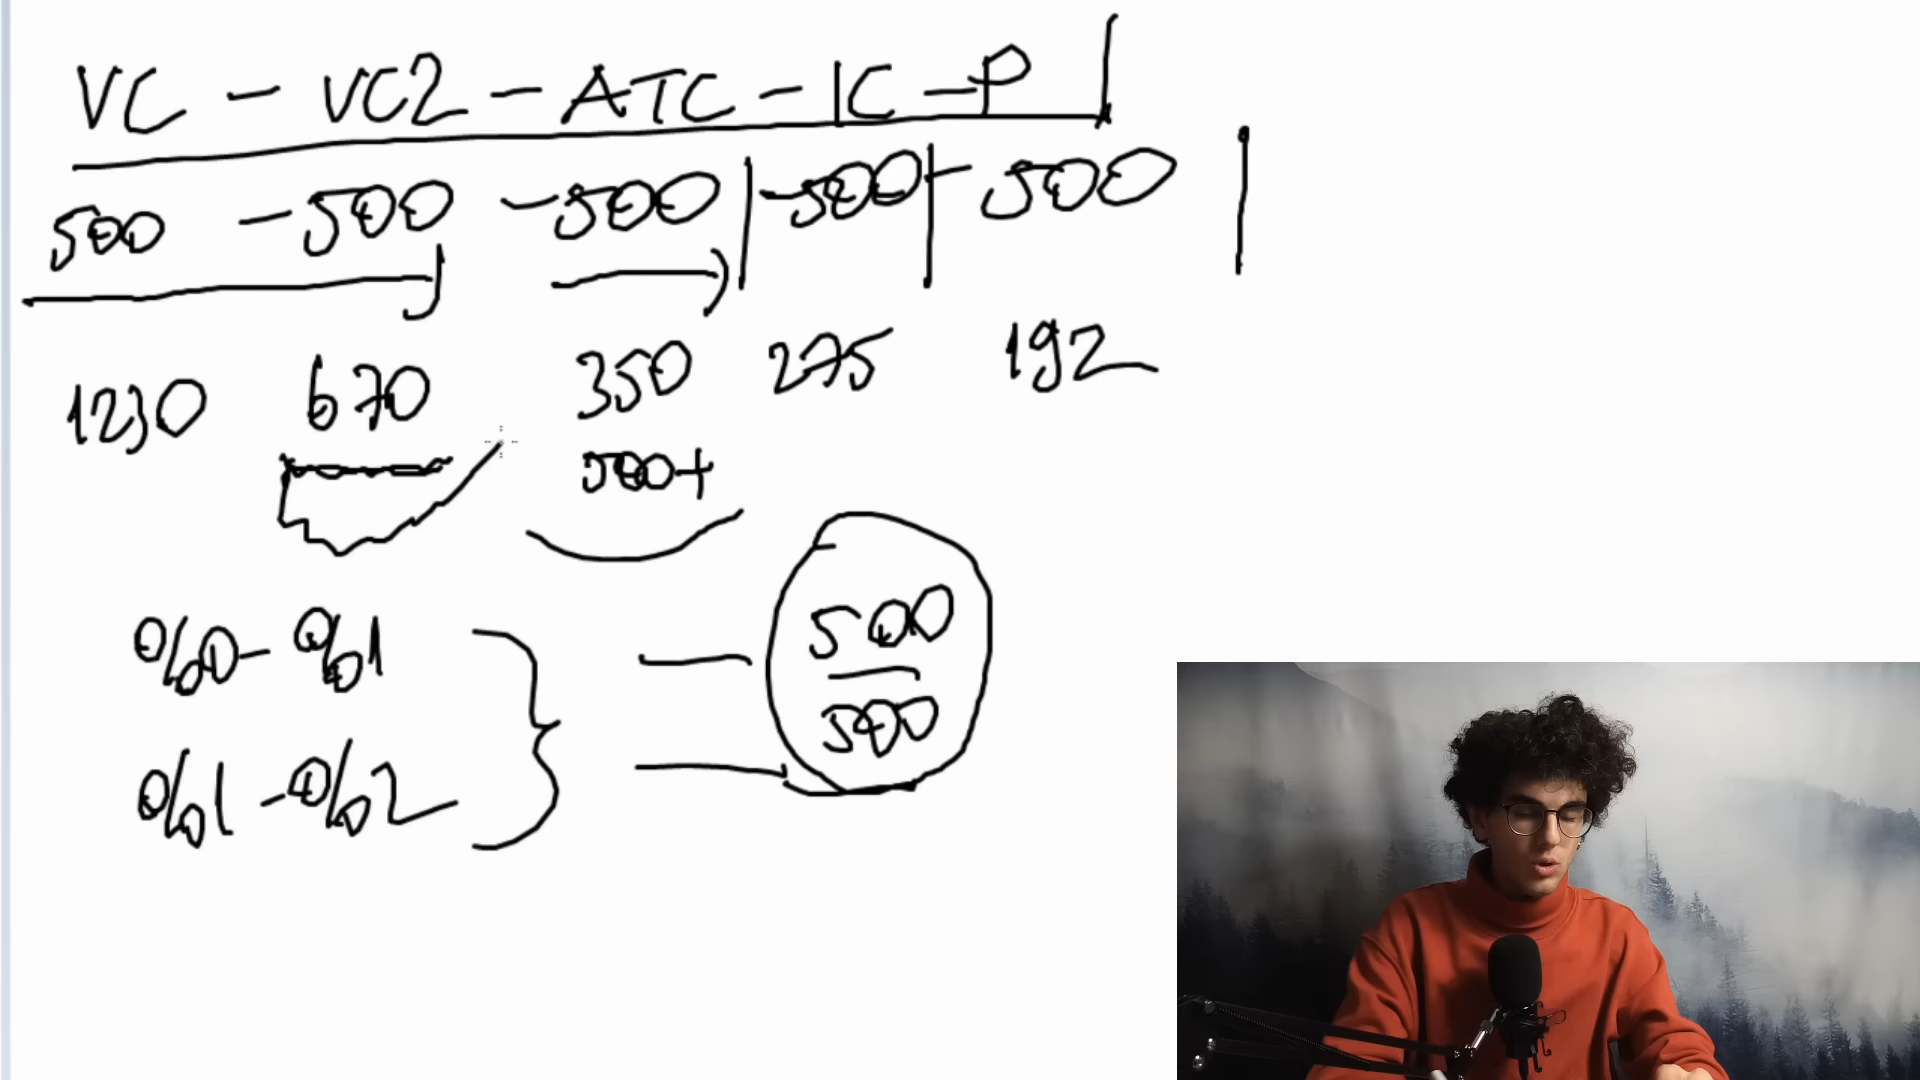 VC - VC2 - ATC - IC - P
500 - 500 - 500 - 500 - 500
1230 670 350 275 192
500+
500
%0 - %1
500
%1 - %2